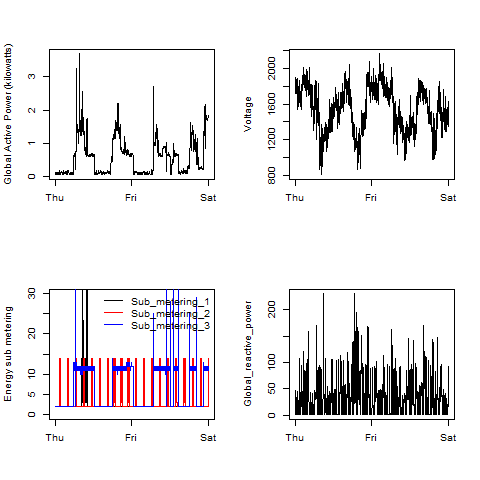 Global Active Power (kilowatts)
0 1 2 3
Thu Fri Sat
Voltage
800 1200 1600 2000
Thu Fri Sat
Energy sub metering
0 5 10 15 20 30
Sub_metering_1
Sub_metering_2
Sub_metering_3
Thu Fri Sat
Global_reactive_power
0 50 100 200
Thu Fri Sat